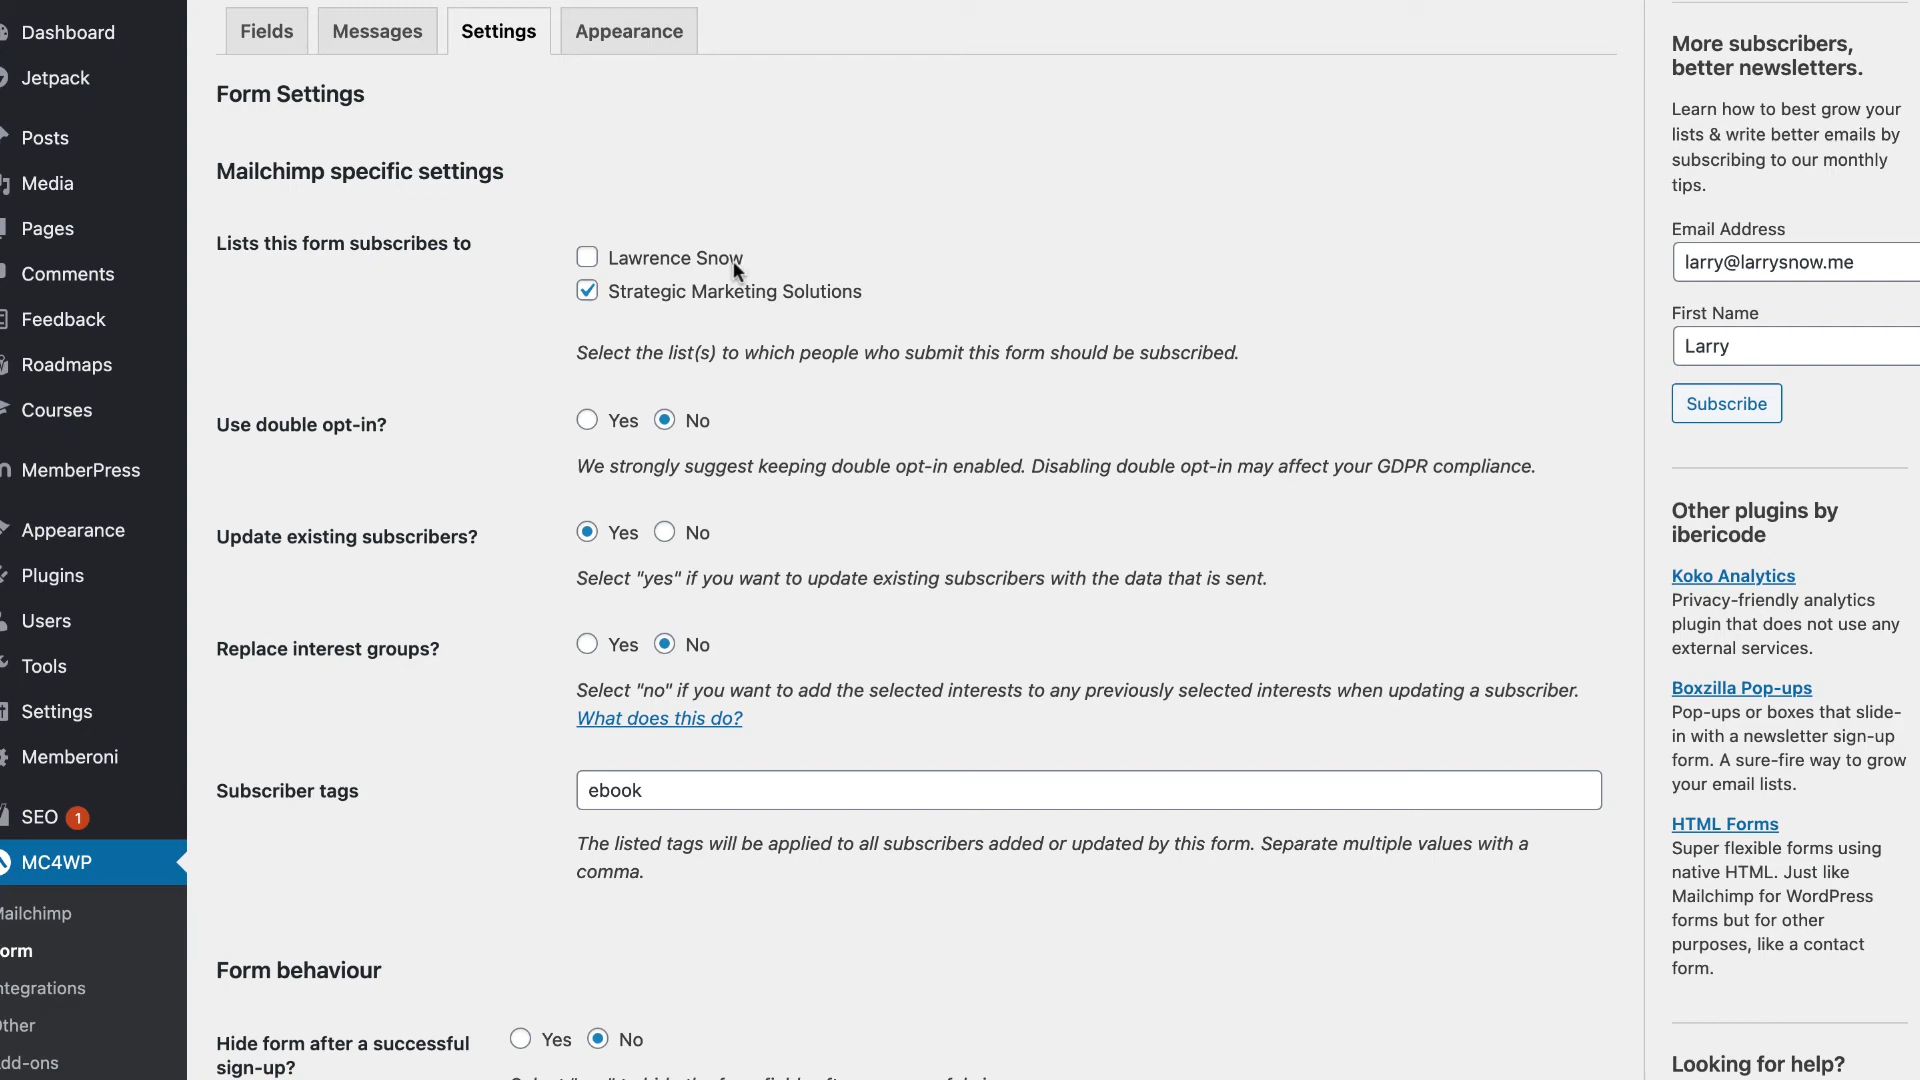 Dashboard
Jetpack
Posts
Media
Pages
Comments
Feedback
Roadmaps
Courses
MemberPress
Appearance
Plugins
Users
Tools
Settings
Memberoni
SEO 1
MC4WP
ailchimp
orm
ntegrations
ther
dd-ons
Fields Messages Settings Appearance
Form Settings
Mailchimp specific settings
Lists this form subscribes to
Lawrence Snow
Strategic Marketing Solutions
Select the list(s) to which people who submit this form should be subscribed.
Use double opt-in?
Yes No
We strongly suggest keeping double opt-in enabled. Disabling double opt-in may affect your GDPR compliance.
Update existing subscribers?
Yes No
Select "yes" if you want to update existing subscribers with the data that is sent.
Replace interest groups?
Yes No
Select "no" if you want to add the selected interests to any previously selected interests when updating a subscriber.
What does this do?
Subscriber tags
ebook
The listed tags will be applied to all subscribers added or updated by this form. Separate multiple values with a
comma.
Form behaviour
Hide form after a successful
sign-up?
Yes No
More subscribers,
better newsletters.
Learn how to best grow your
lists & write better emails by
subscribing to our monthly
tips.
Email Address
larry@larrysnow.me
First Name
Larry
Subscribe
Other plugins by
ibericode
Koko Analytics
Privacy-friendly analytics
plugin that does not use any
external services.
Boxzilla Pop-ups
Pop-ups or boxes that slide-
in with a newsletter sign-up
form. A sure-fire way to grow
your email lists.
HTML Forms
Super flexible forms using
native HTML. Just like
Mailchimp for WordPress
forms but for other
purposes, like a contact
form.
Looking for help?